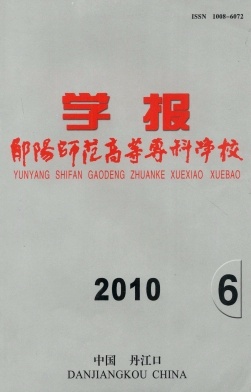 ISSN 1008-6072
学报
郧阳师范高等专科学校
YUNYANG SHIFAN GAODENG ZHUANKE XUEXIAO XUEBAO
2010 6
中国 丹江口
DANJIANGKOU CHINA